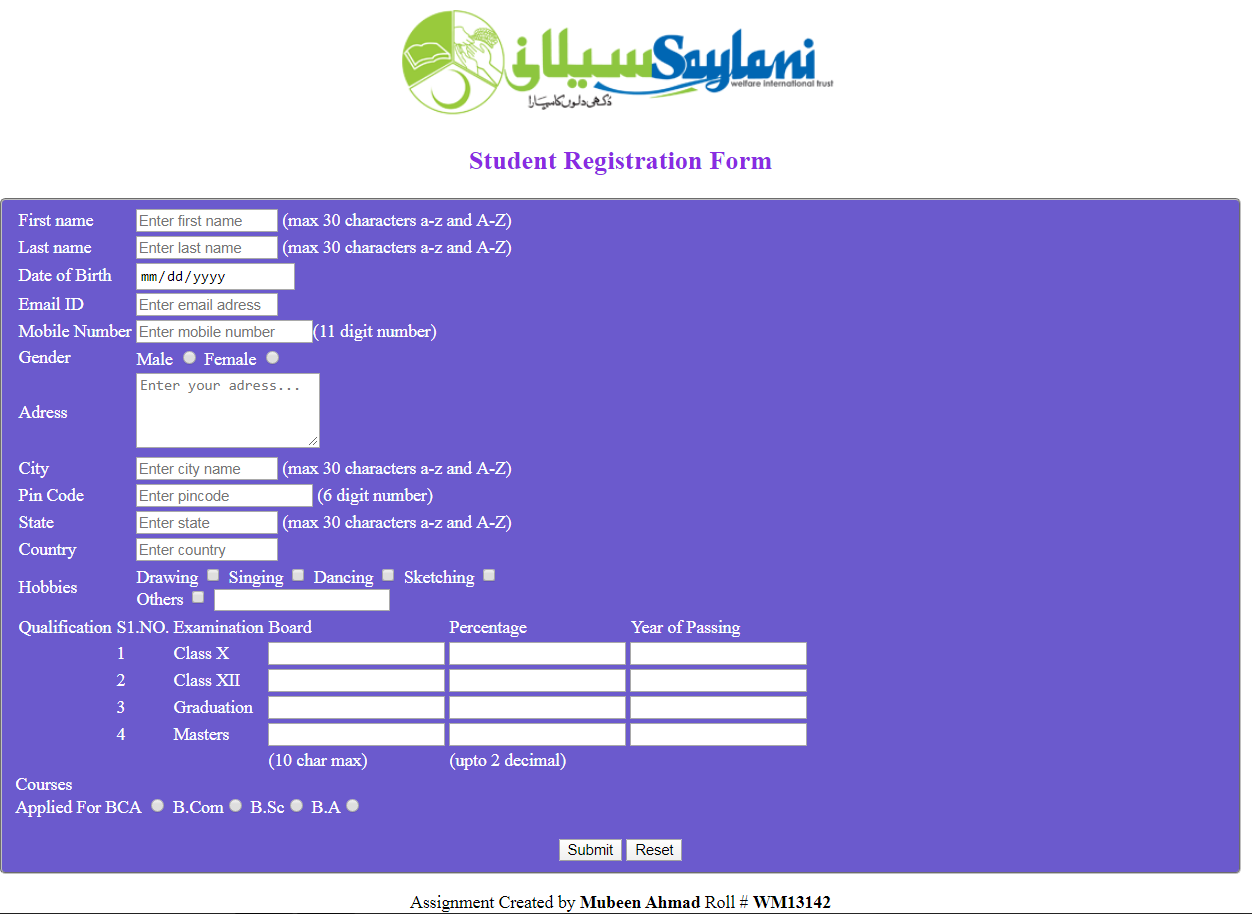 سیلانی Saylani
welfare international trust
دُکھی دلوں کا سہارا
Student Registration Form
First name Enter first name (max 30 characters a-z and A-Z)
Last name Enter last name (max 30 characters a-z and A-Z)
Date of Birth mm/dd/yyyy
Email ID Enter email adress
Mobile Number Enter mobile number (11 digit number)
Gender Male Female
Adress Enter your adress...
City Enter city name (max 30 characters a-z and A-Z)
Pin Code Enter pincode (6 digit number)
State Enter state (max 30 characters a-z and A-Z)
Country Enter country
Hobbies Drawing Singing Dancing Sketching
Others
Qualification S1.NO. Examination Board Percentage Year of Passing
1 Class X
2 Class XII
3 Graduation
4 Masters
(10 char max) (upto 2 decimal)
Courses
Applied For BCA B.Com B.Sc B.A
Submit Reset
Assignment Created by Mubeen Ahmad Roll # WM13142